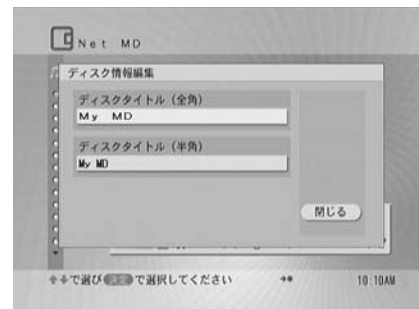 Net MD
ディスク情報編集
ディスクタイトル（全角）
Ｍｙ　ＭＤ
ディスクタイトル（半角）
My MD
閉じる
で選び 決定 で選択してください
10:10AM